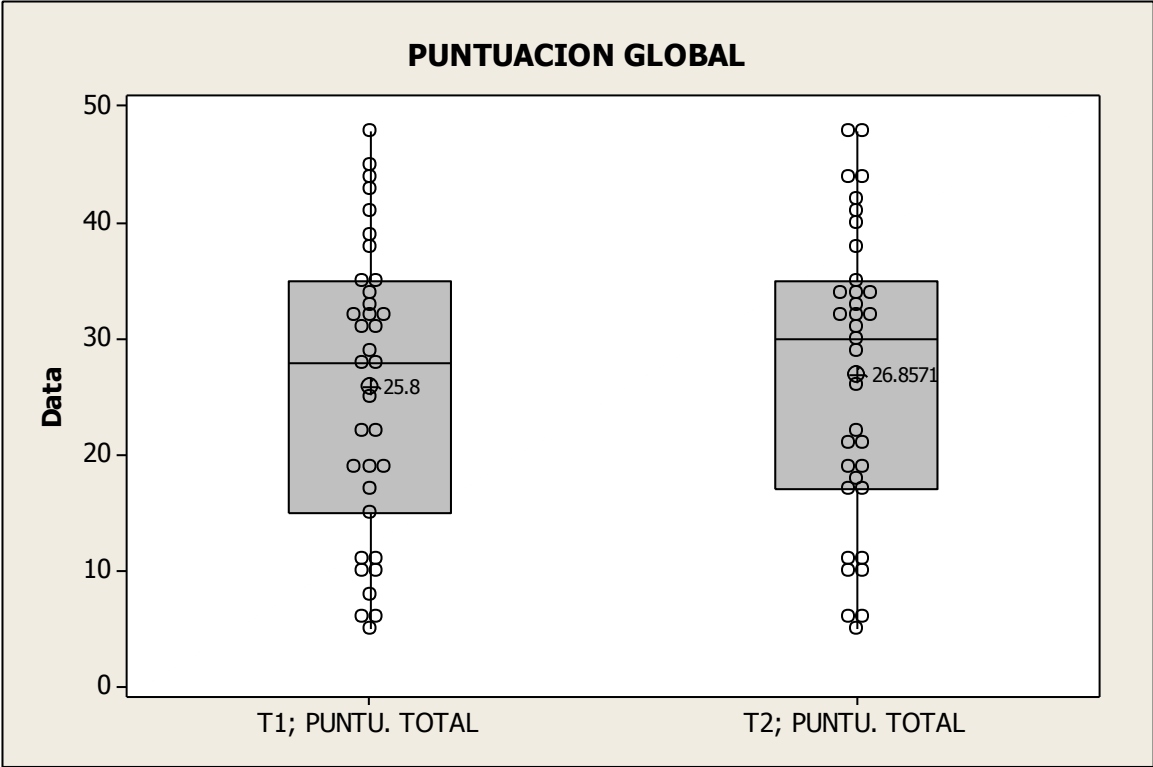 PUNTUACION GLOBAL
Data
50
40
30
20
10
0
25.8
26.8571
T1; PUNTU. TOTAL
T2; PUNTU. TOTAL